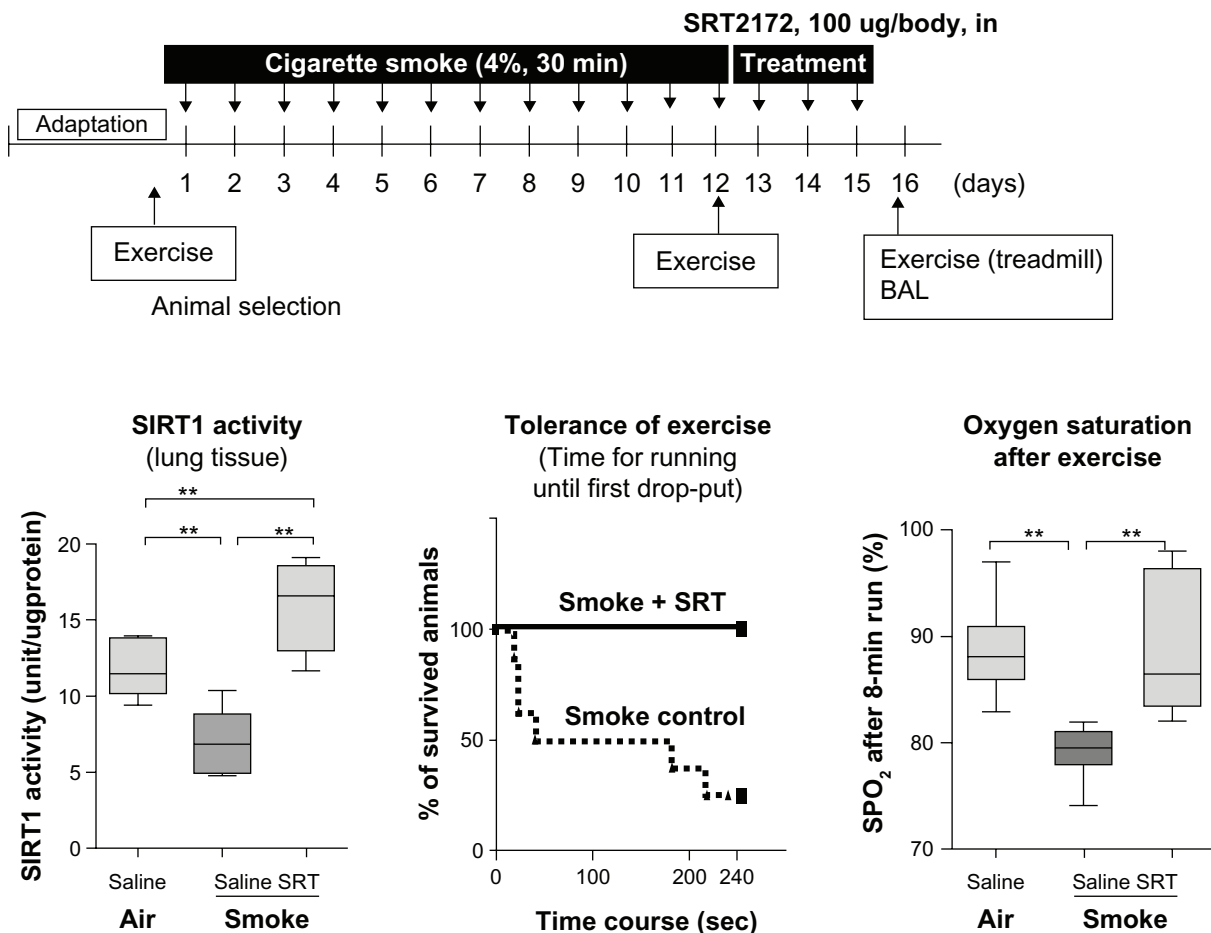 SRT2172, 100 ug/body, in
Cigarette smoke (4%, 30 min)
Treatment
Adaptation
1 2 3 4 5 6 7 8 9 10 11 12 13 14 15 16 (days)
Exercise
Animal selection
Exercise
Exercise (treadmill)
BAL
SIRT1 activity
(lung tissue)
** 
** **
SIRT1 activity (unit/ugprotein)
20
15
10
5
0
Saline Saline SRT
Air Smoke
Tolerance of exercise
(Time for running
until first drop-put)
% of survived animals
100
50
0
Smoke + SRT
Smoke control
0 100 200 240
Time course (sec)
Oxygen saturation
after exercise
** **
SPO2 after 8-min run (%)
100
90
80
70
Saline Saline SRT
Air Smoke